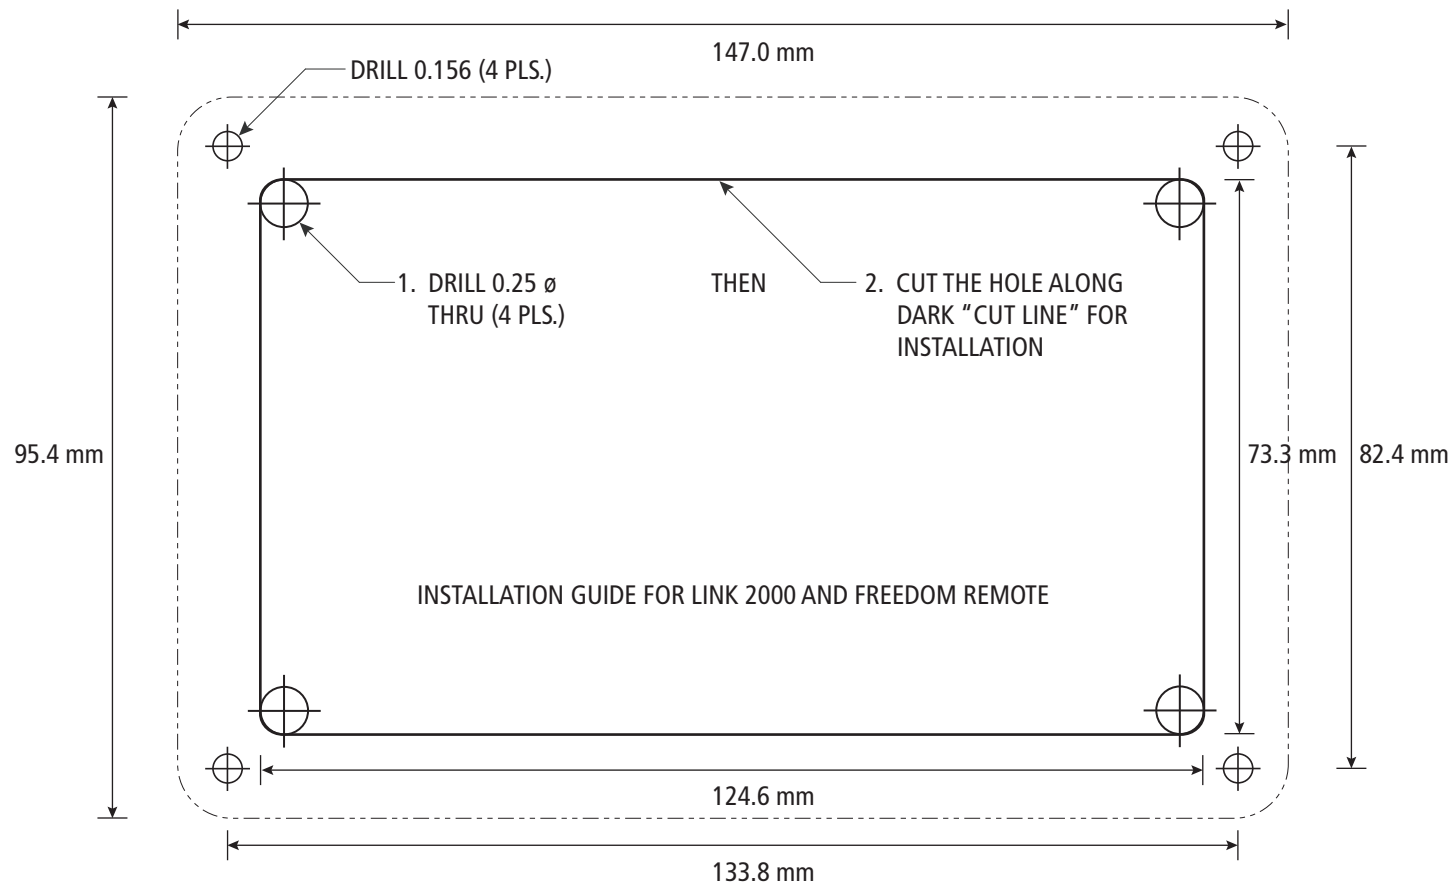 147.0 mm
DRILL 0.156 (4 PLS.)
1. DRILL 0.25 ø
THRU (4 PLS.)
THEN
2. CUT THE HOLE ALONG
DARK “CUT LINE” FOR
INSTALLATION
95.4 mm
73.3 mm
82.4 mm
INSTALLATION GUIDE FOR LINK 2000 AND FREEDOM REMOTE
124.6 mm
133.8 mm